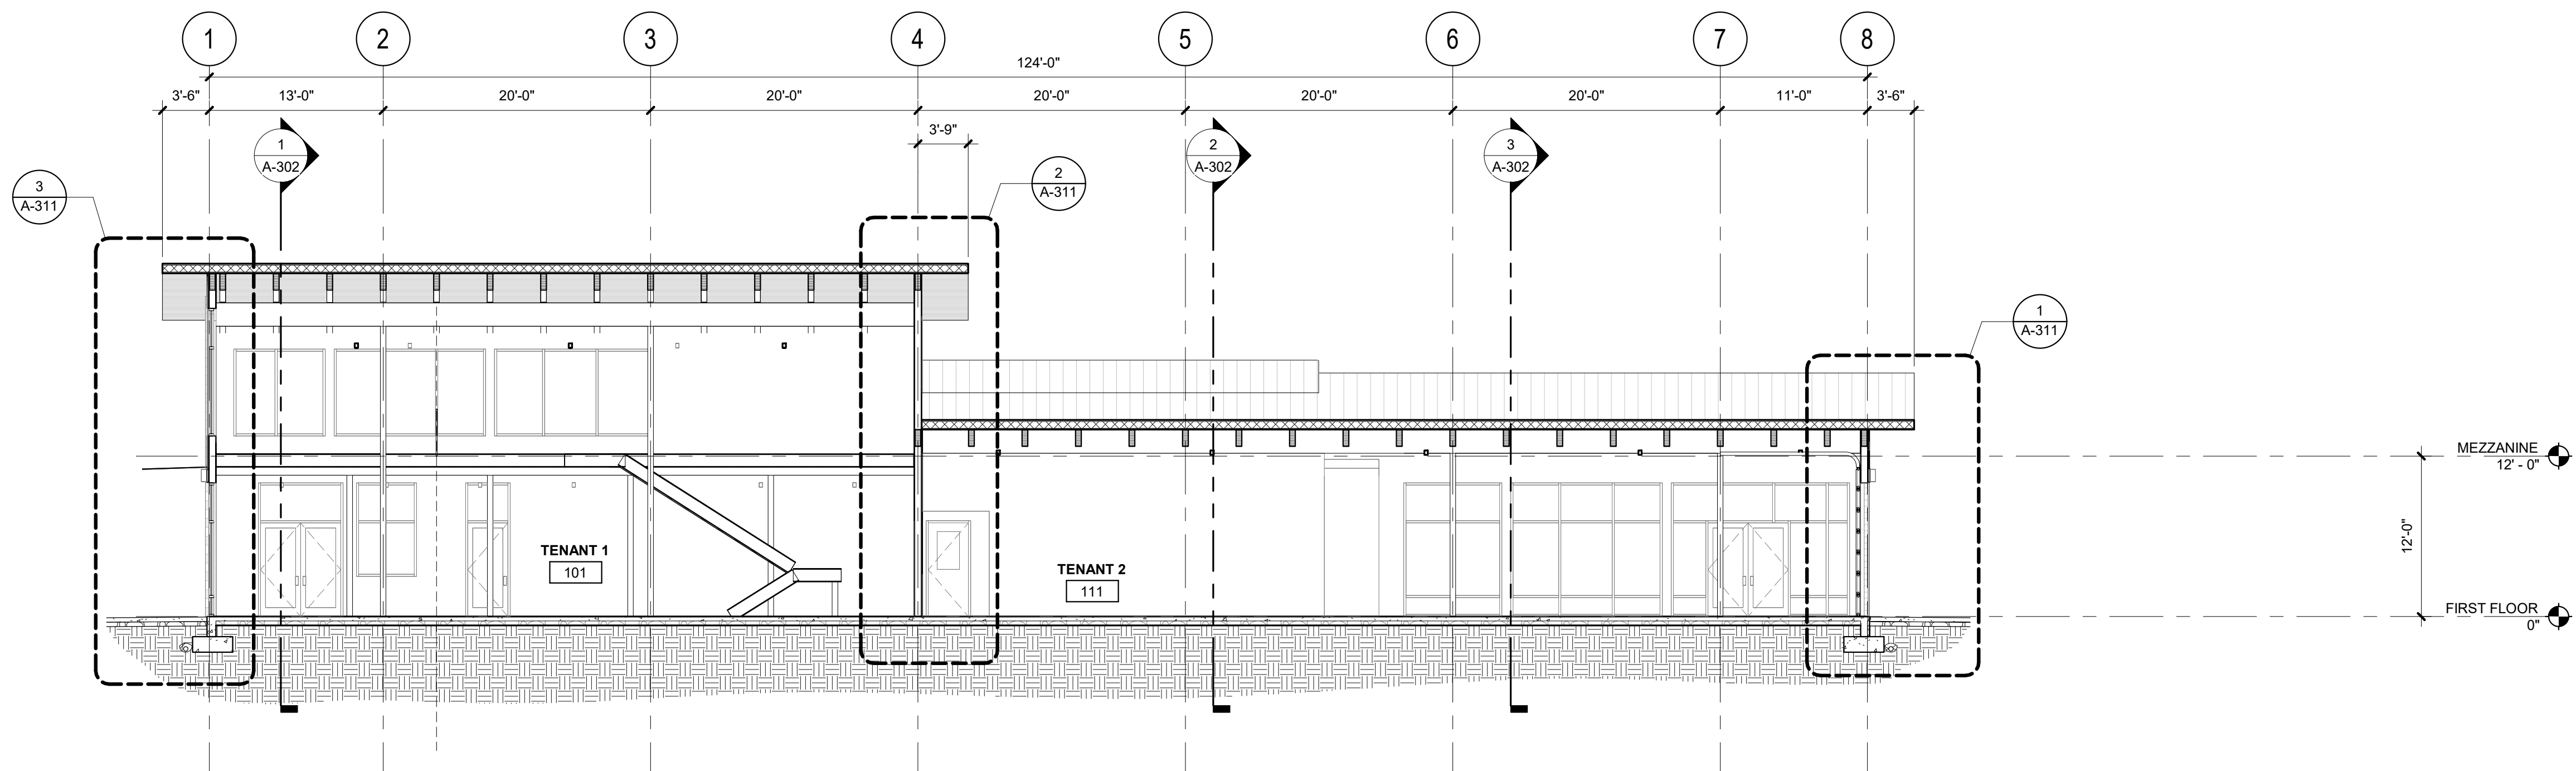 1
2
3
4
5
6
7
8
124'-0"
3'-6"
13'-0"
20'-0"
20'-0"
20'-0"
20'-0"
20'-0"
11'-0"
3'-6"
3'-9"
1
A-302
2
A-302
3
A-302
3
A-311
2
A-311
1
A-311
MEZZANINE
12' - 0"
12'-0"
TENANT 1
101
TENANT 2
111
FIRST FLOOR
0"